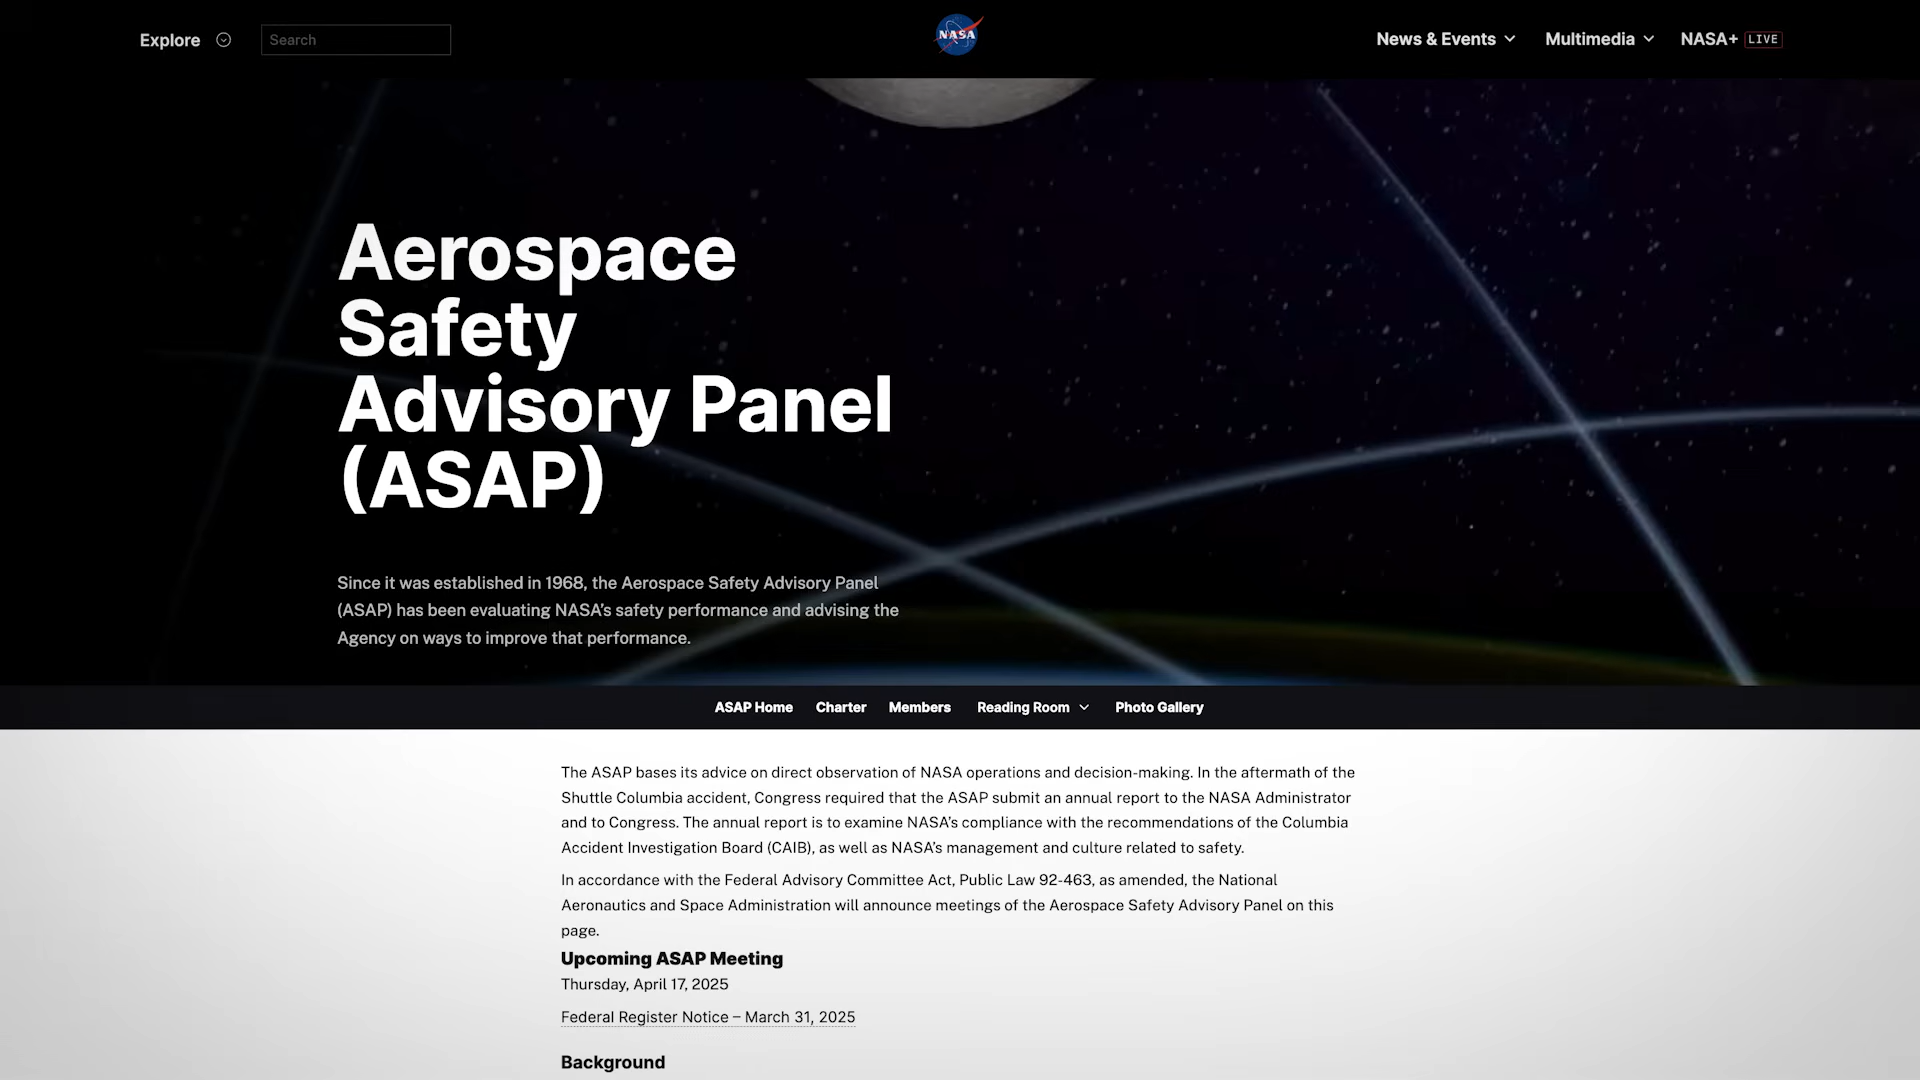 Explore
Search
NASA
News & Events
Multimedia
NASA+ LIVE
Aerospace
Safety
Advisory Panel
(ASAP)
Since it was established in 1968, the Aerospace Safety Advisory Panel
(ASAP) has been evaluating NASA’s safety performance and advising the
Agency on ways to improve that performance.
ASAP Home
Charter
Members
Reading Room
Photo Gallery
The ASAP bases its advice on direct observation of NASA operations and decision-making. In the aftermath of the
Shuttle Columbia accident, Congress required that the ASAP submit an annual report to the NASA Administrator
and to Congress. The annual report is to examine NASA’s compliance with the recommendations of the Columbia
Accident Investigation Board (CAIB), as well as NASA’s management and culture related to safety.
In accordance with the Federal Advisory Committee Act, Public Law 92-463, as amended, the National
Aeronautics and Space Administration will announce meetings of the Aerospace Safety Advisory Panel on this
page.
Upcoming ASAP Meeting
Thursday, April 17, 2025
Federal Register Notice – March 31, 2025
Background